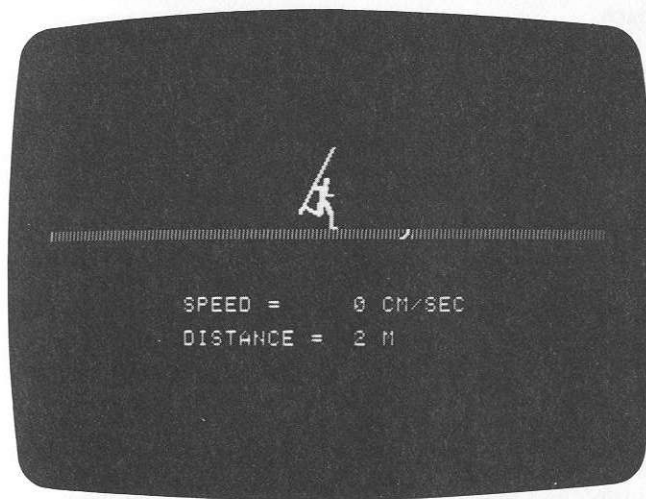 SPEED = 0 CM/SEC
DISTANCE = 2 M